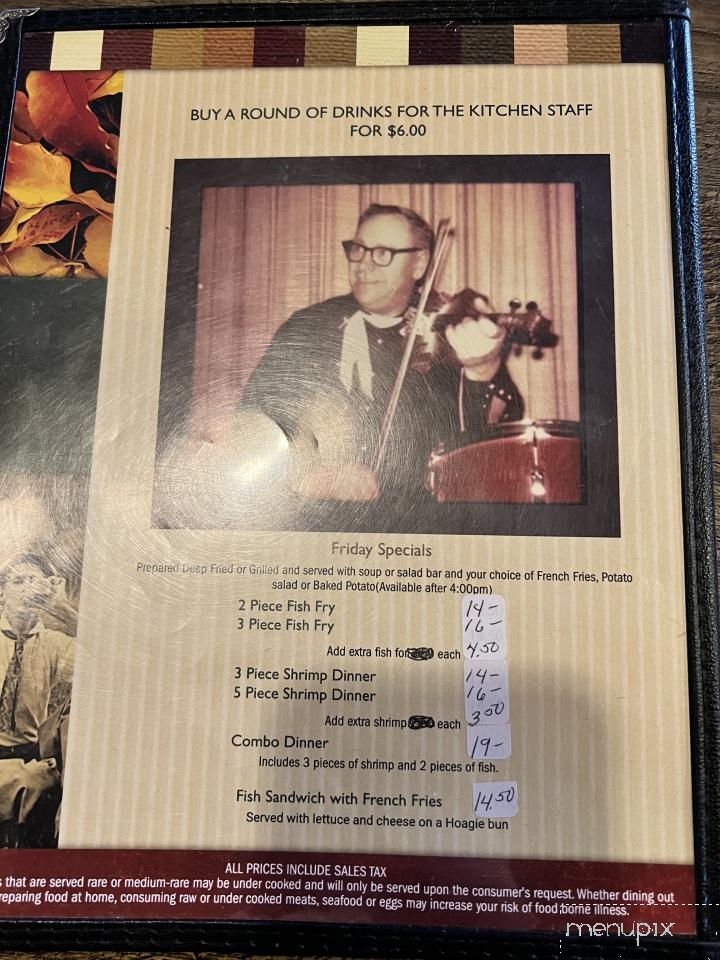 BUY A ROUND OF DRINKS FOR THE KITCHEN STAFF
FOR $6.00
Friday Specials
Prepared Deep Fried or Grilled and served with soup or salad bar and your choice of French Fries, Potato
salad or Baked Potato(Available after 4:00pm)
2 Piece Fish Fry 14-
3 Piece Fish Fry 16-
Add extra fish for each 4.50
3 Piece Shrimp Dinner 14-
5 Piece Shrimp Dinner 16-
Add extra shrimp each 3.50
Combo Dinner 19-
Includes 3 pieces of shrimp and 2 pieces of fish.
Fish Sandwich with French Fries 14.50
Served with lettuce and cheese on a Hoagie bun
ALL PRICES INCLUDE SALES TAX
that are served rare or medium-rare may be under cooked and will only be served upon the consumer's request. Whether dining out
preparing food at home, consuming raw or under cooked meats, seafood or eggs may increase your risk of food borne illness.
menupix